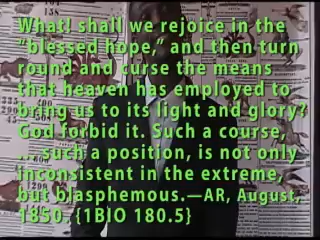 What! shall we rejoice in the
"blessed hope," and then turn
round and curse the means
that heaven has employed to
bring us to its light and glory?
God forbid it. Such a course,
... such a position, is not only
inconsistent in the extreme,
but blasphemous.—AR, August,
1850. {1BIO 180.5}